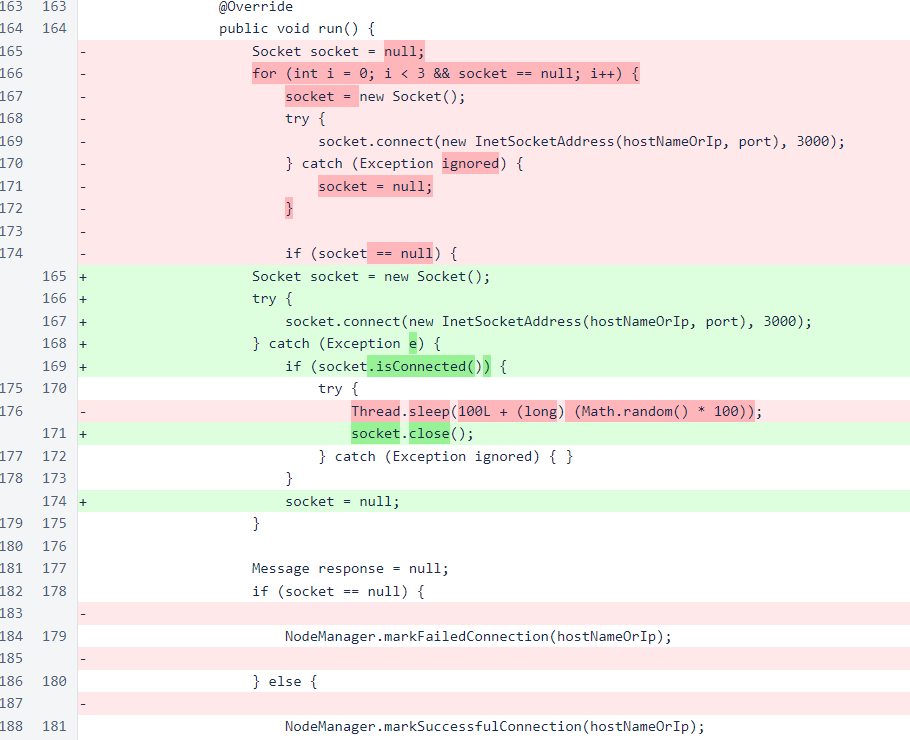 163 163 @Override
164 164 public void run() {
165 - Socket socket = null;
166 - for (int i = 0; i < 3 && socket == null; i++) {
167 - socket = new Socket();
168 - try {
169 - socket.connect(new InetSocketAddress(hostNameOrIp, port), 3000);
170 - } catch (Exception ignored) {
171 - socket = null;
172 - }
173 -
174 - if (socket == null) {
165 + Socket socket = new Socket();
166 + try {
167 + socket.connect(new InetSocketAddress(hostNameOrIp, port), 3000);
168 + } catch (Exception e) {
169 + if (socket.isConnected()) {
175 170 try {
176 - Thread.sleep(100L + (long) (Math.random() * 100));
171 + socket.close();
177 172 } catch (Exception ignored) { }
178 173 }
174 + socket = null;
179 175 }
180 176
181 177 Message response = null;
182 178 if (socket == null) {
183 -
184 179 NodeManager.markFailedConnection(hostNameOrIp);
185 -
186 180 } else {
187 -
188 181 NodeManager.markSuccessfulConnection(hostNameOrIp);